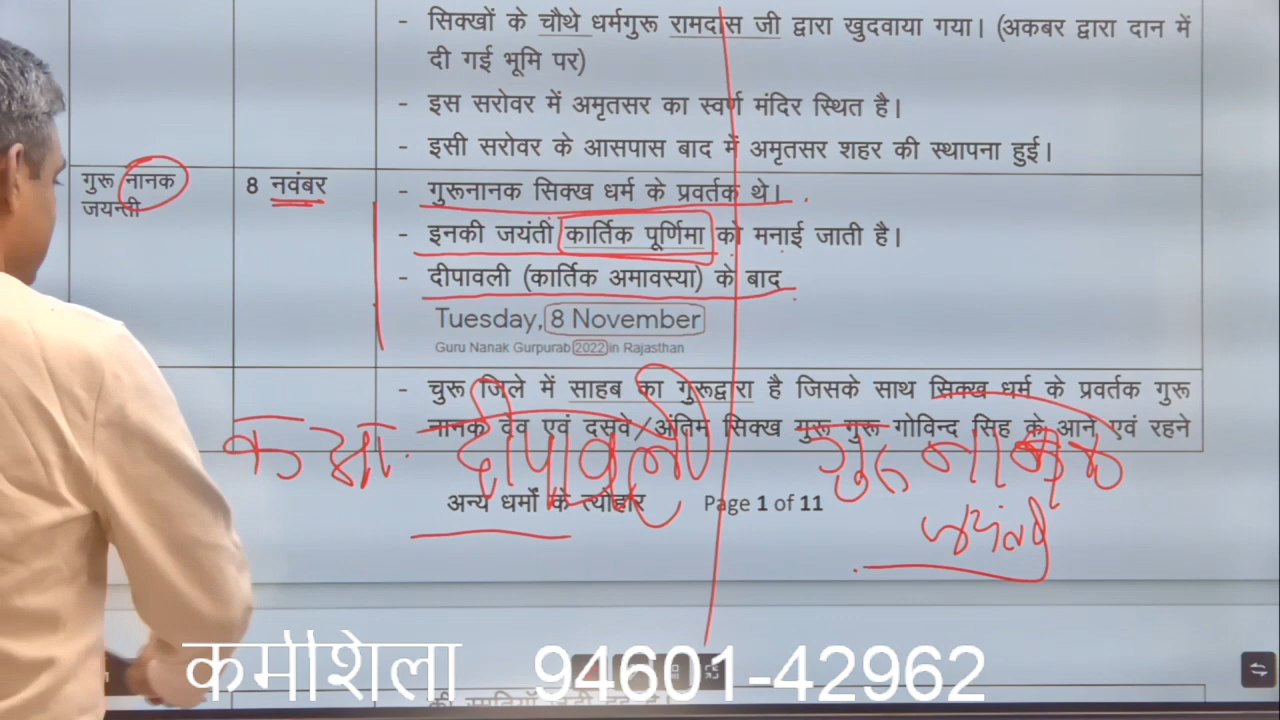 - सिक्खों के चौथे धर्मगुरू रामदास जी द्वारा खुदवाया गया। (अकबर द्वारा दान में
दी गई भूमि पर)
- इस सरोवर में अमृतसर का स्वर्ण मंदिर स्थित है।
- इसी सरोवर के आसपास बाद में अमृतसर शहर की स्थापना हुई।
गुरू नानक
जयन्ती
8 नवंबर
- गुरूनानक सिक्ख धर्म के प्रवर्तक थे।
- इनकी जयंती कार्तिक पूर्णिमा को मनाई जाती है।
- दीपावली (कार्तिक अमावस्या) के बाद
Tuesday, 8 November
Guru Nanak Gurpurab 2022 in Rajasthan
- चुरू जिले में साहब का गुरूद्वारा है जिसके साथ सिक्ख धर्म के प्रवर्तक गुरू
नानक देव एवं दसवे/अंतिम सिक्ख गुरू गुरू गोविन्द सिह के आने एवं रहने
दीपावली गुरू नानक
जयंती
अन्य धर्मों के त्यौहार Page 1 of 11
कर्मशिला 94601-42962